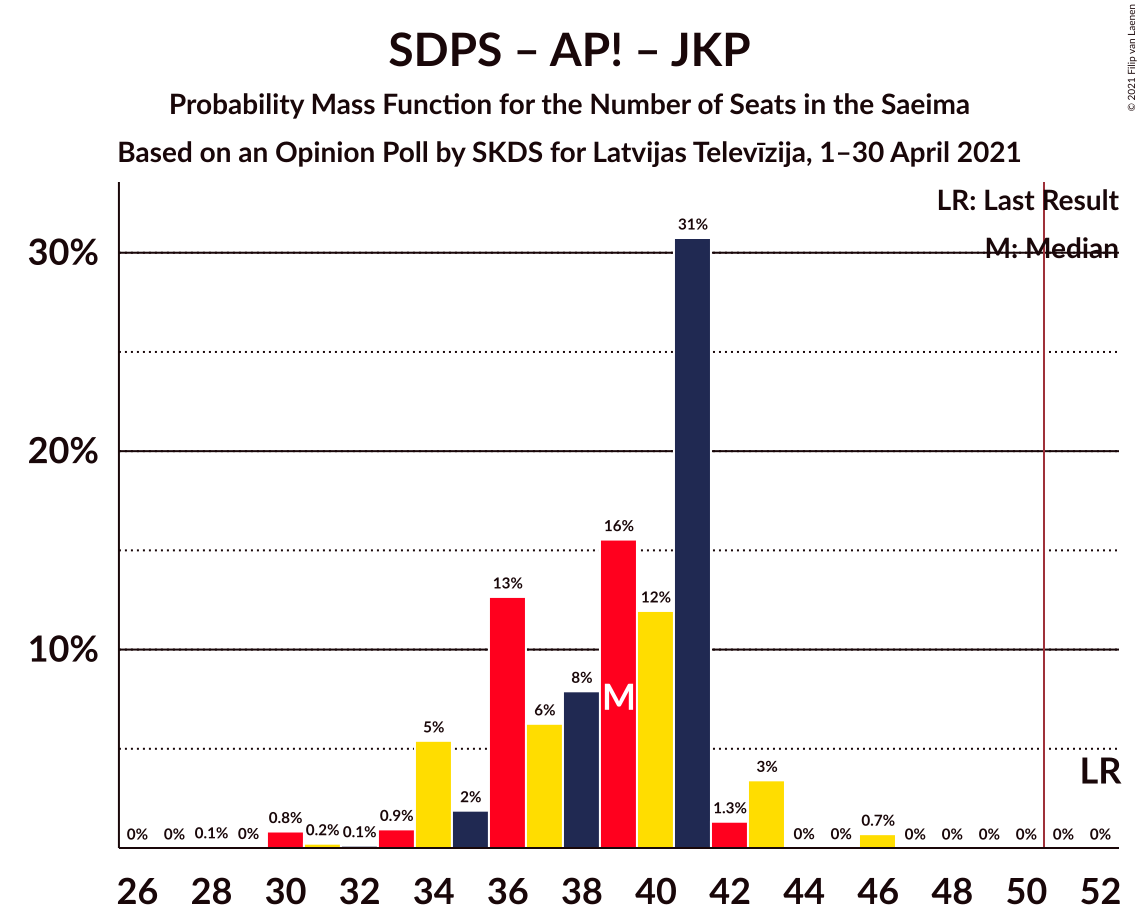 SDPS – AP! – JKP
Probability Mass Function for the Number of Seats in the Saeima
Based on an Opinion Poll by SKDS for Latvijas Televīzija, 1–30 April 2021
© 2021 Filip van Laenen
LR: Last Result
M: Median
30%
20%
10%
0% 0% 0.1% 0% 0.8% 0.2% 0.1% 0.9% 5% 2% 13% 6% 8% 16% 12% 31% 1.3% 3% 0% 0% 0.7% 0% 0% 0% 0% 0% 0%
M
LR
26 28 30 32 34 36 38 40 42 44 46 48 50 52